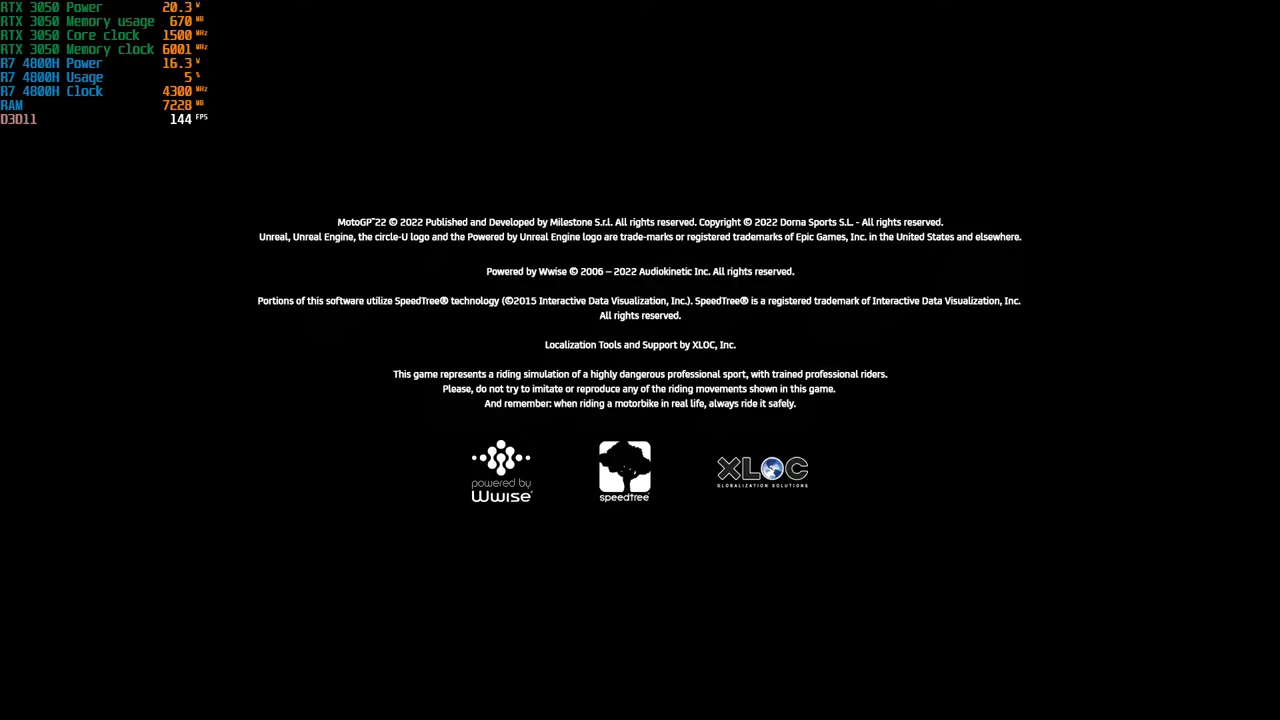 RTX 3050 Power 20.3 W
RTX 3050 Memory usage 670 MB
RTX 3050 Core clock 1500 MHz
RTX 3050 Memory clock 6001 MHz
R7 4800H Power 16.3 W
R7 4800H Usage 5 %
R7 4800H Clock 4300 MHz
RAM 7228 MB
D3D11 144 FPS
MotoGP™22 © 2022 Published and Developed by Milestone S.r.l. All rights reserved. Copyright © 2022 Dorna Sports S.L. - All rights reserved.
Unreal, Unreal Engine, the circle-U logo and the Powered by Unreal Engine logo are trade-marks or registered trademarks of Epic Games, Inc. in the United States and elsewhere.
Powered by Wwise © 2006 – 2022 Audiokinetic Inc. All rights reserved.
Portions of this software utilize SpeedTree® technology (©2015 Interactive Data Visualization, Inc.). SpeedTree® is a registered trademark of Interactive Data Visualization, Inc.
All rights reserved.
Localization Tools and Support by XLOC, Inc.
This game represents a riding simulation of a highly dangerous professional sport, with trained professional riders.
Please, do not try to imitate or reproduce any of the riding movements shown in this game.
And remember: when riding a motorbike in real life, always ride it safely.
powered by
Wwise
speedtree
XLOC
GLOBALIZATION SOLUTIONS